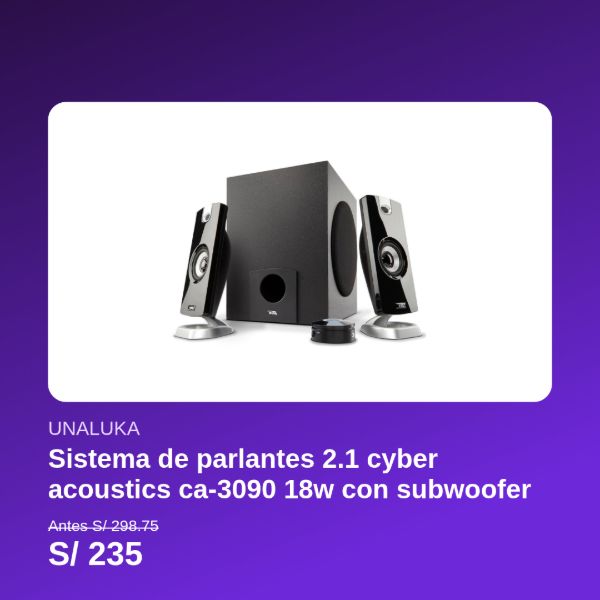 UNALUKA
Sistema de parlantes 2.1 cyber
acoustics ca-3090 18w con subwoofer
Antes S/ 298.75
S/ 235